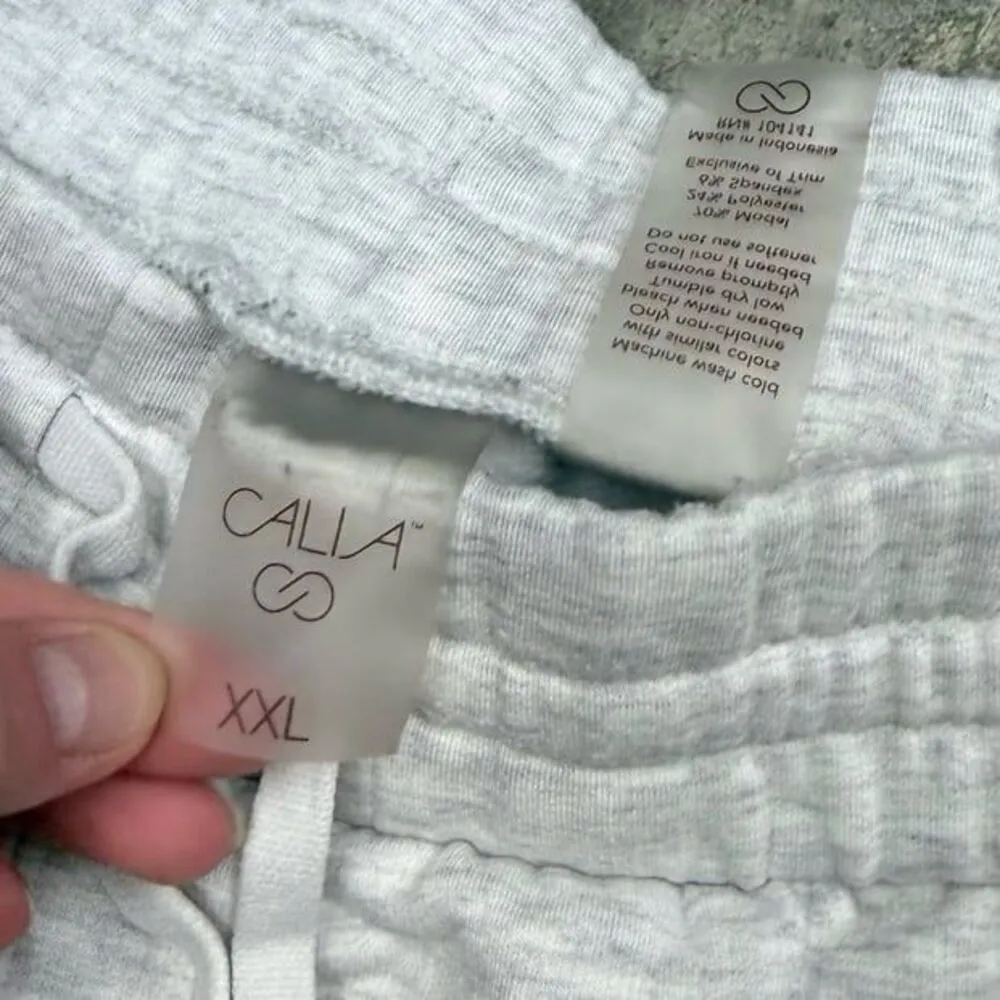 CALIA™
XXL
Machine wash cold
with similar colors
Only non-chlorine
bleach when needed
Tumble dry low
Remove promptly
Cool iron if needed
Do not use softener
70% Modal
24% Polyester
6% Spandex
Exclusive of Trim
Made in Indonesia
RN# 104141